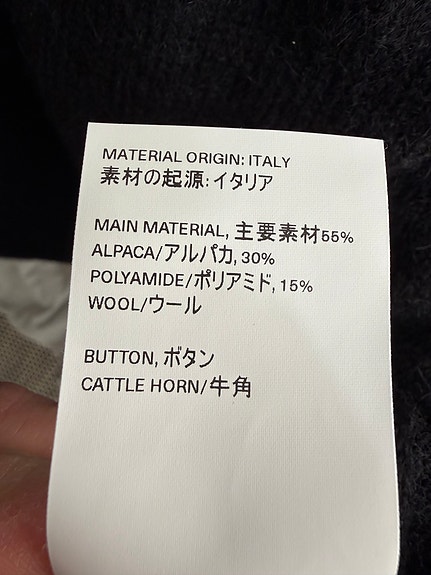 MATERIAL ORIGIN: ITALY
素材の起源: イタリア
MAIN MATERIAL, 主要素材55%
ALPACA/アルパカ, 30%
POLYAMIDE/ポリアミド, 15%
WOOL/ウール
BUTTON, ボタン
CATTLE HORN/牛角